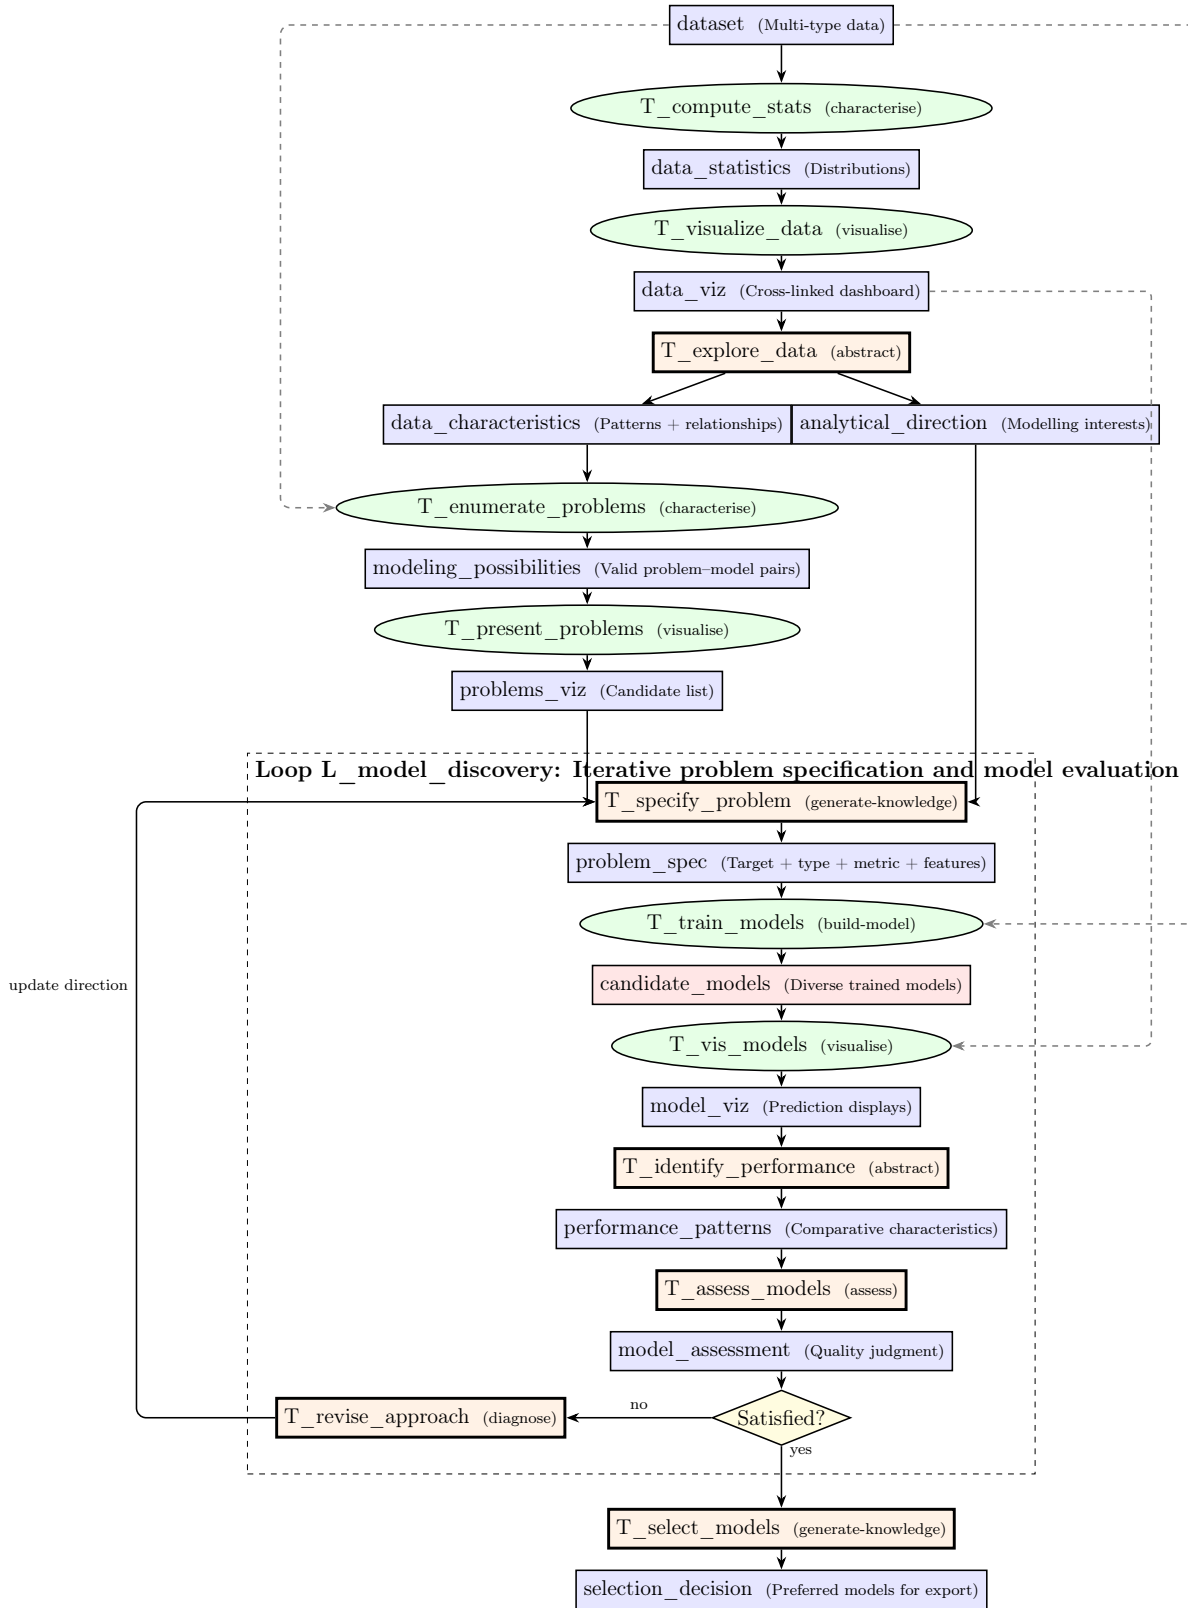 dataset (Multi-type data)
T_compute_stats (characterise)
data_statistics (Distributions)
T_visualize_data (visualise)
data_viz (Cross-linked dashboard)
T_explore_data (abstract)
data_characteristics (Patterns + relationships)
analytical_direction (Modelling interests)
T_enumerate_problems (characterise)
modeling_possibilities (Valid problem–model pairs)
T_present_problems (visualise)
problems_viz (Candidate list)
Loop L_model_discovery: Iterative problem specification and model evaluation
T_specify_problem (generate-knowledge)
problem_spec (Target + type + metric + features)
T_train_models (build-model)
candidate_models (Diverse trained models)
update direction
T_vis_models (visualise)
model_viz (Prediction displays)
T_identify_performance (abstract)
performance_patterns (Comparative characteristics)
T_assess_models (assess)
model_assessment (Quality judgment)
T_revise_approach (diagnose)
no
Satisfied?
yes
T_select_models (generate-knowledge)
selection_decision (Preferred models for export)